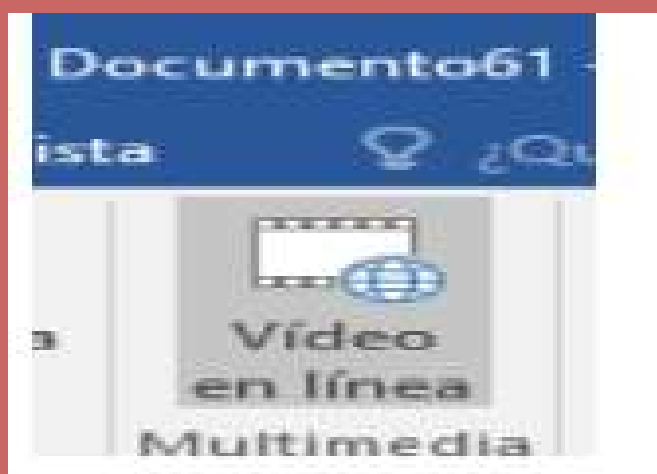 Documento61 -
ista ¿Qu
Vídeo
en línea
Multimedia